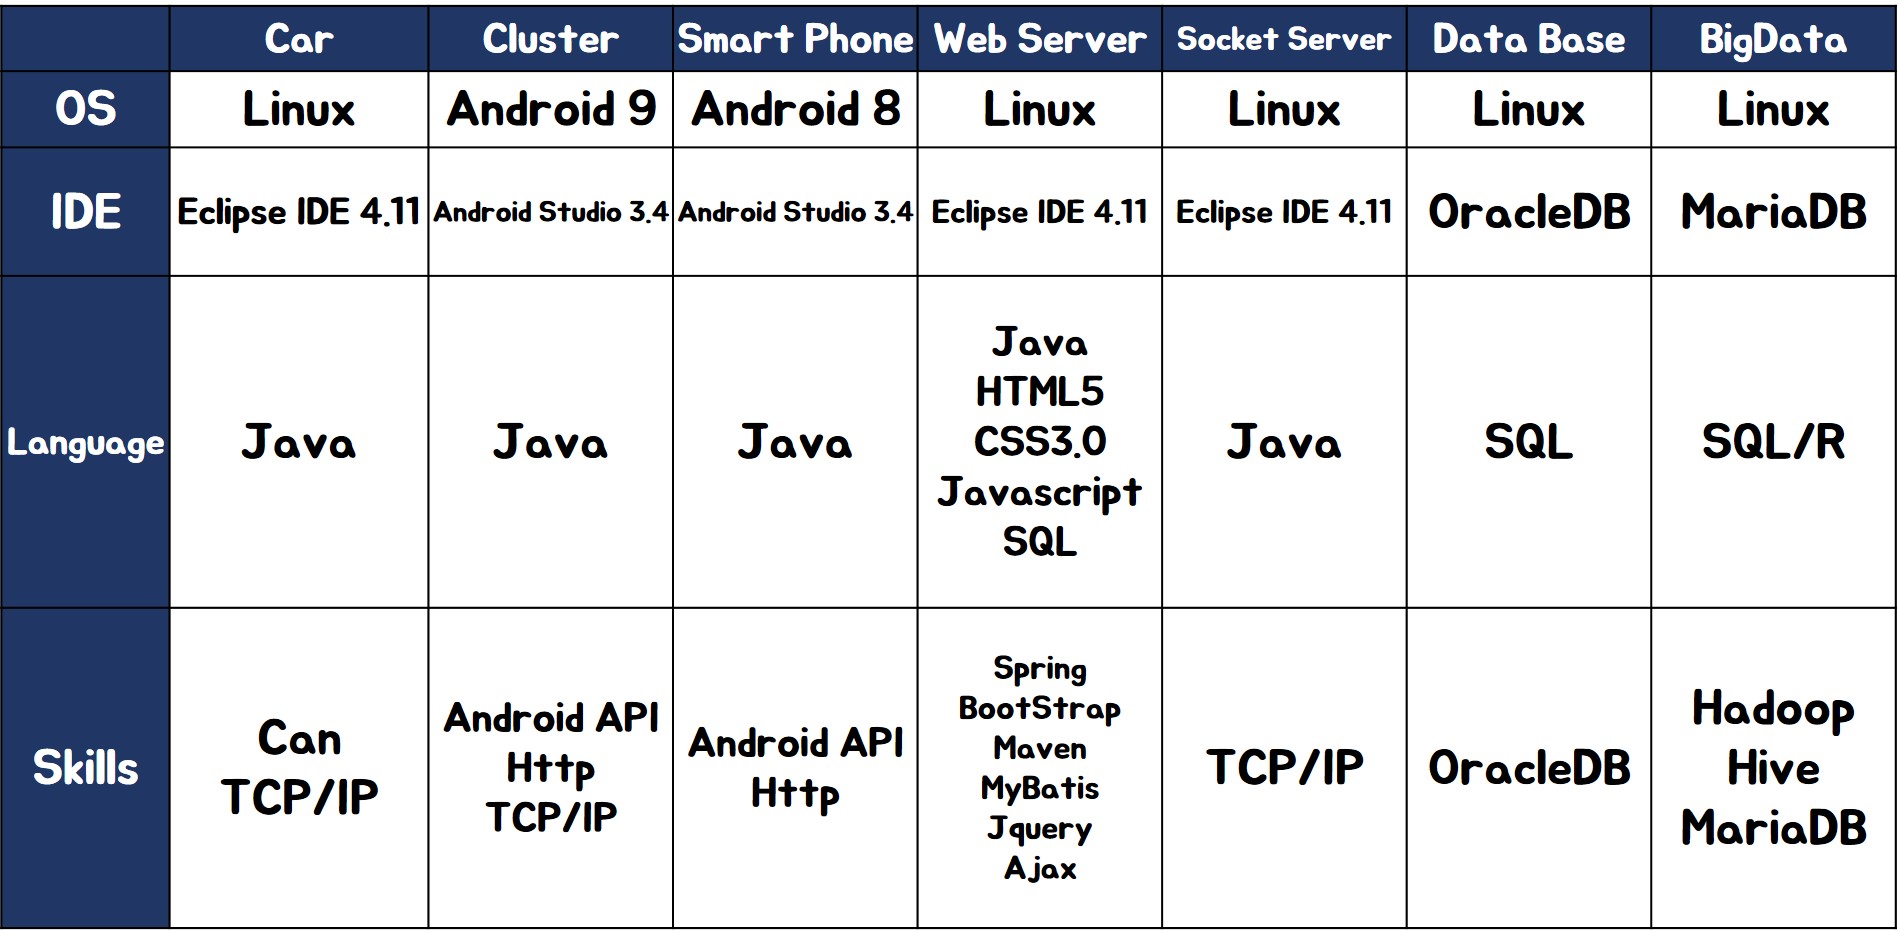 Car Cluster Smart Phone Web Server Socket Server Data Base BigData
OS Linux Android 9 Android 8 Linux Linux Linux Linux
IDE Eclipse IDE 4.11 Android Studio 3.4 Android Studio 3.4 Eclipse IDE 4.11 Eclipse IDE 4.11 OracleDB MariaDB
Language
Java
Java
Java
Java
HTML5
CSS3.0
Javascript
SQL
Java
SQL
SQL/R
Skills
Can
TCP/IP
Android API
Http
TCP/IP
Android API
Http
Spring
BootStrap
Maven
MyBatis
Jquery
Ajax
TCP/IP
OracleDB
Hadoop
Hive
MariaDB